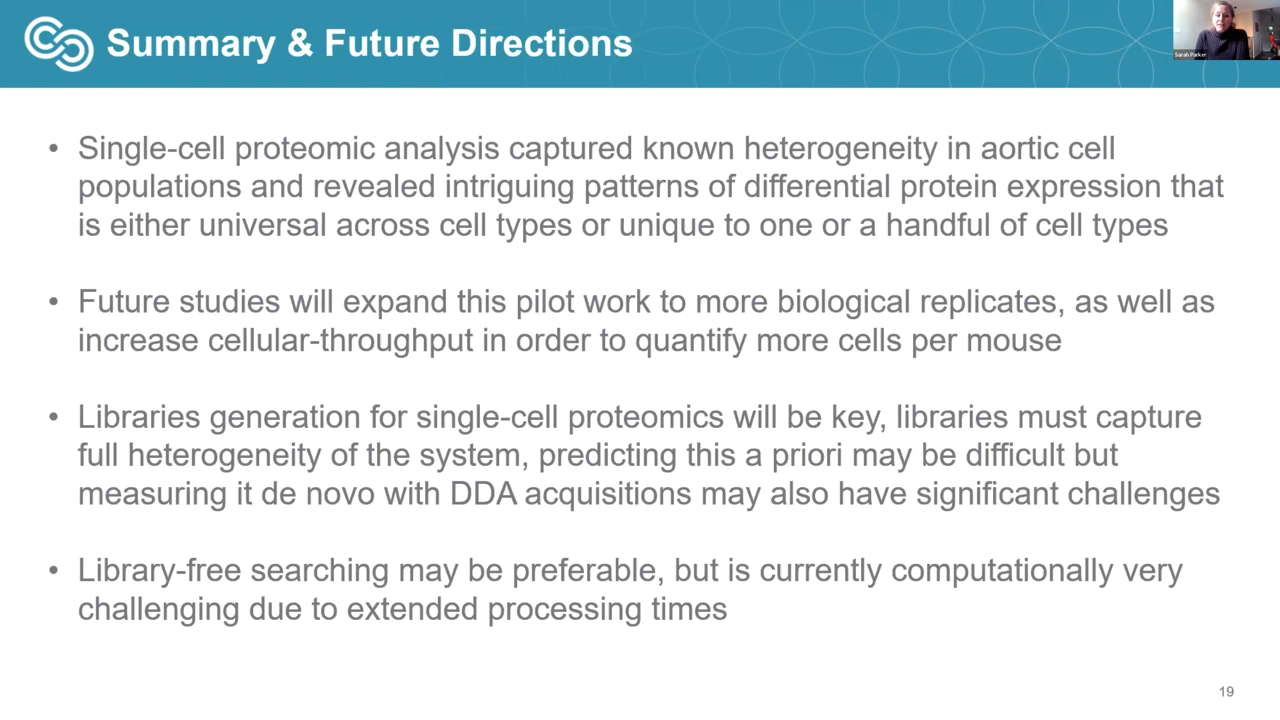 Summary & Future Directions
Sarah Parker
• Single-cell proteomic analysis captured known heterogeneity in aortic cell
populations and revealed intriguing patterns of differential protein expression that
is either universal across cell types or unique to one or a handful of cell types
• Future studies will expand this pilot work to more biological replicates, as well as
increase cellular-throughput in order to quantify more cells per mouse
• Libraries generation for single-cell proteomics will be key, libraries must capture
full heterogeneity of the system, predicting this a priori may be difficult but
measuring it de novo with DDA acquisitions may also have significant challenges
• Library-free searching may be preferable, but is currently computationally very
challenging due to extended processing times
19